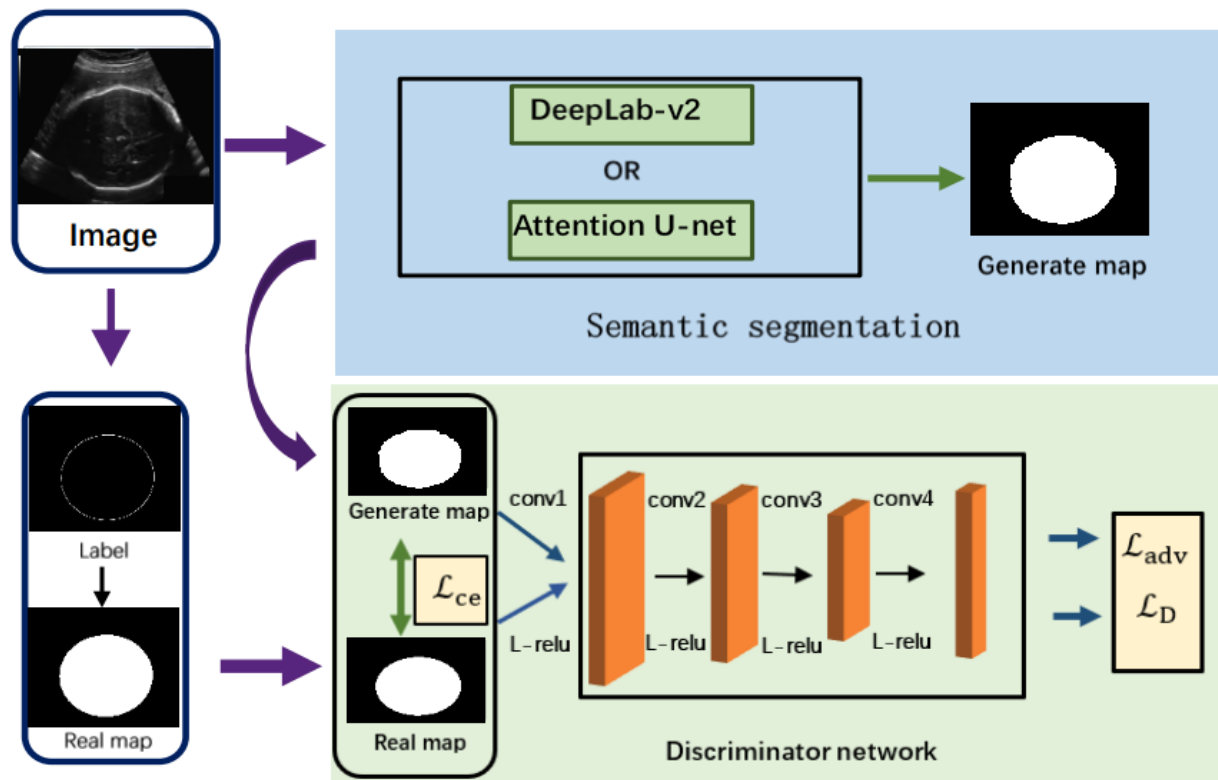 Image
DeepLab-v2
OR
Attention U-net
Generate map
Semantic segmentation
Label
Real map
Generate map
ℒce
Real map
conv1
conv2
conv3
conv4
L-relu
L-relu
L-relu
L-relu
ℒadv
ℒD
Discriminator network